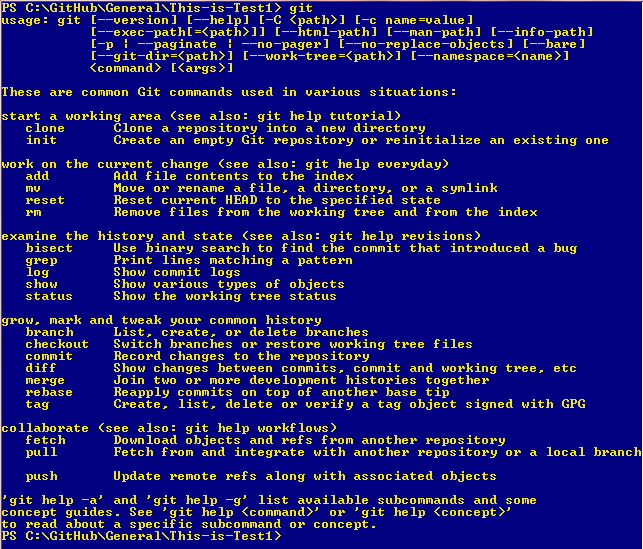 PS C:\GitHub\General\This-is-Test1> git
usage: git [--version] [--help] [-C <path>] [-c name=value]
           [--exec-path[=<path>]] [--html-path] [--man-path] [--info-path]
           [-p ¦ --paginate ¦ --no-pager] [--no-replace-objects] [--bare]
           [--git-dir=<path>] [--work-tree=<path>] [--namespace=<name>]
           <command> [<args>]
These are common Git commands used in various situations:
start a working area (see also: git help tutorial)
   clone      Clone a repository into a new directory
   init       Create an empty Git repository or reinitialize an existing one
work on the current change (see also: git help everyday)
   add        Add file contents to the index
   mv         Move or rename a file, a directory, or a symlink
   reset      Reset current HEAD to the specified state
   rm         Remove files from the working tree and from the index
examine the history and state (see also: git help revisions)
   bisect     Use binary search to find the commit that introduced a bug
   grep       Print lines matching a pattern
   log        Show commit logs
   show       Show various types of objects
   status     Show the working tree status
grow, mark and tweak your common history
   branch     List, create, or delete branches
   checkout   Switch branches or restore working tree files
   commit     Record changes to the repository
   diff       Show changes between commits, commit and working tree, etc
   merge      Join two or more development histories together
   rebase     Reapply commits on top of another base tip
   tag        Create, list, delete or verify a tag object signed with GPG
collaborate (see also: git help workflows)
   fetch      Download objects and refs from another repository
   pull       Fetch from and integrate with another repository or a local branch
   push       Update remote refs along with associated objects
'git help -a' and 'git help -g' list available subcommands and some
concept guides. See 'git help <command>' or 'git help <concept>'
to read about a specific subcommand or concept.
PS C:\GitHub\General\This-is-Test1>